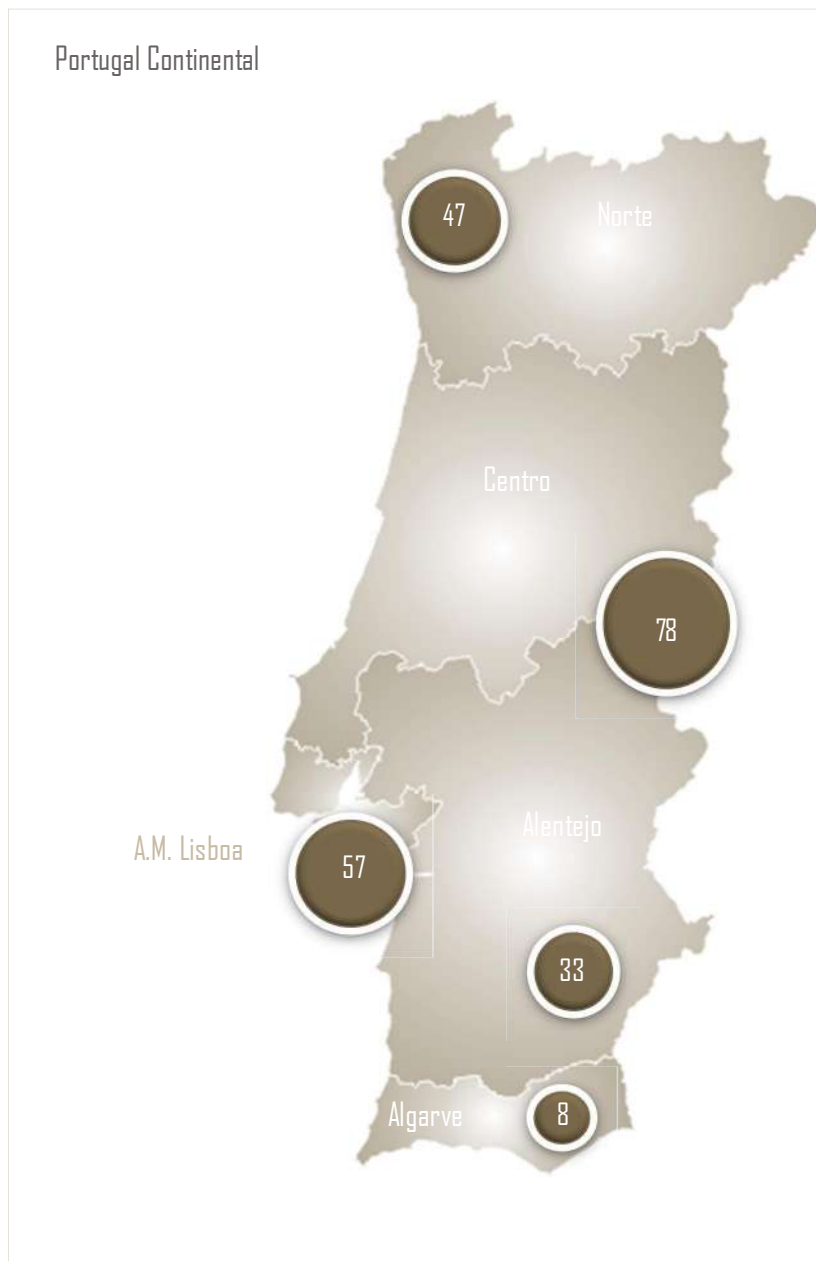 Portugal Continental
47
Norte
Centro
78
Alentejo
A.M. Lisboa
57
33
Algarve
8